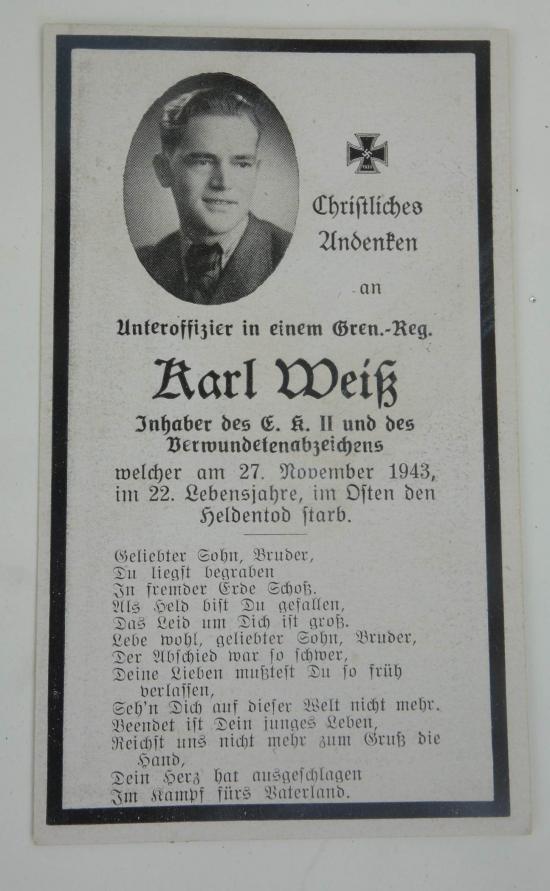 Christliches
Andenken
an
Unteroffizier in einem Gren.-Reg.
Karl Weiß
Inhaber des E. K. II und des
Verwundetenabzeichens
welcher am 27. November 1943,
im 22. Lebensjahre, im Osten den
Heldentod starb.
Geliebter Sohn, Bruder,
Du liegst begraben
In fremder Erde Schoß.
Als Held bist Du gefallen,
Das Leid um Dich ist groß.
Lebe wohl, geliebter Sohn, Bruder,
Der Abschied war so schwer,
Deine Lieben mußtest Du so früh
verlassen,
Seh'n Dich auf dieser Welt nicht mehr.
Beendet ist Dein junges Leben,
Reichst uns nicht mehr zum Gruß die
Hand,
Dein Herz hat ausgeschlagen
Im Kampf fürs Vaterland.